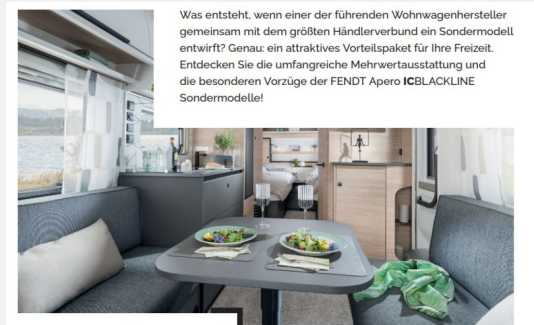 Was entsteht, wenn einer der führenden Wohnwagenhersteller
gemeinsam mit dem größten Händlerverbund ein Sondermodell
entwirft? Genau: ein attraktives Vorteilspaket für Ihre Freizeit.
Entdecken Sie die umfangreiche Mehrwertausstattung und
die besonderen Vorzüge der FENDT Apero ICBLACKLINE
Sondermodelle!